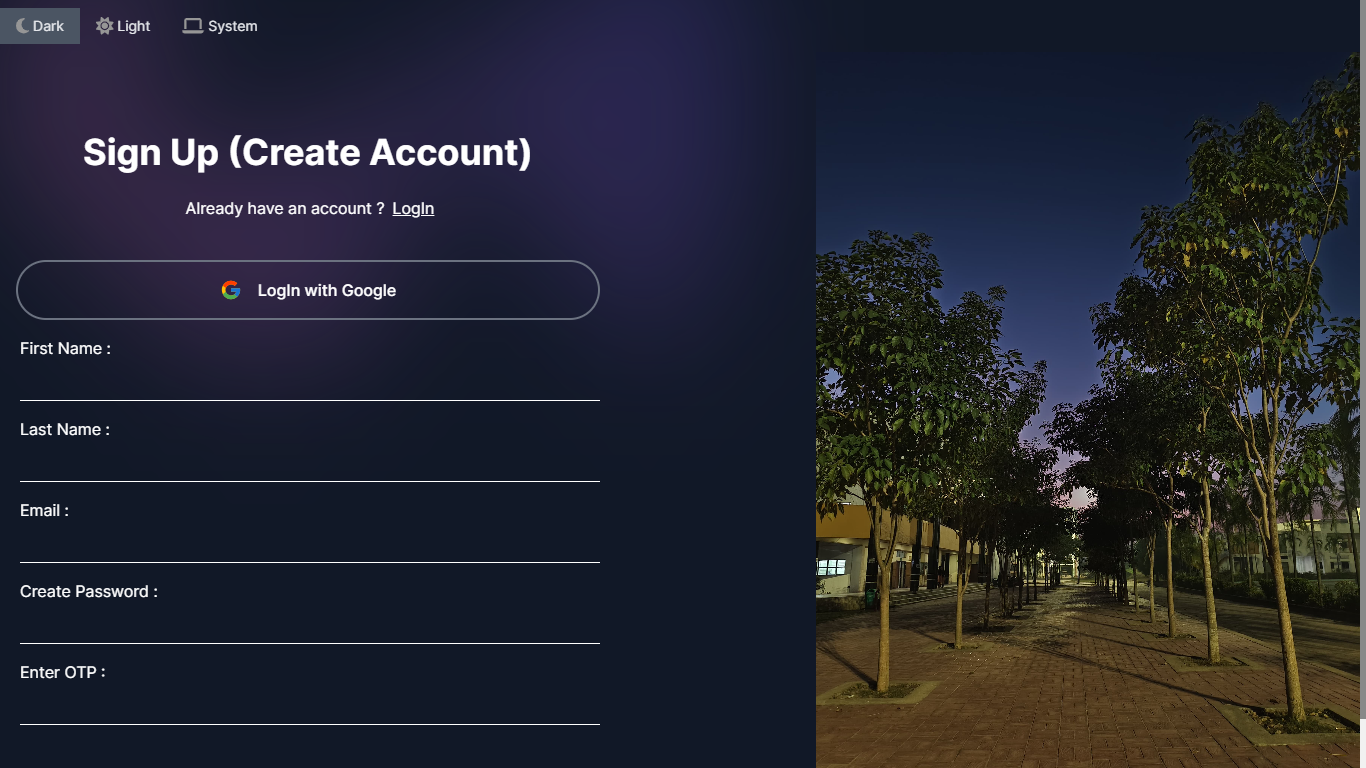 Dark Light System
Sign Up (Create Account)
Already have an account ? LogIn
LogIn with Google
First Name :
Last Name :
Email :
Create Password :
Enter OTP :